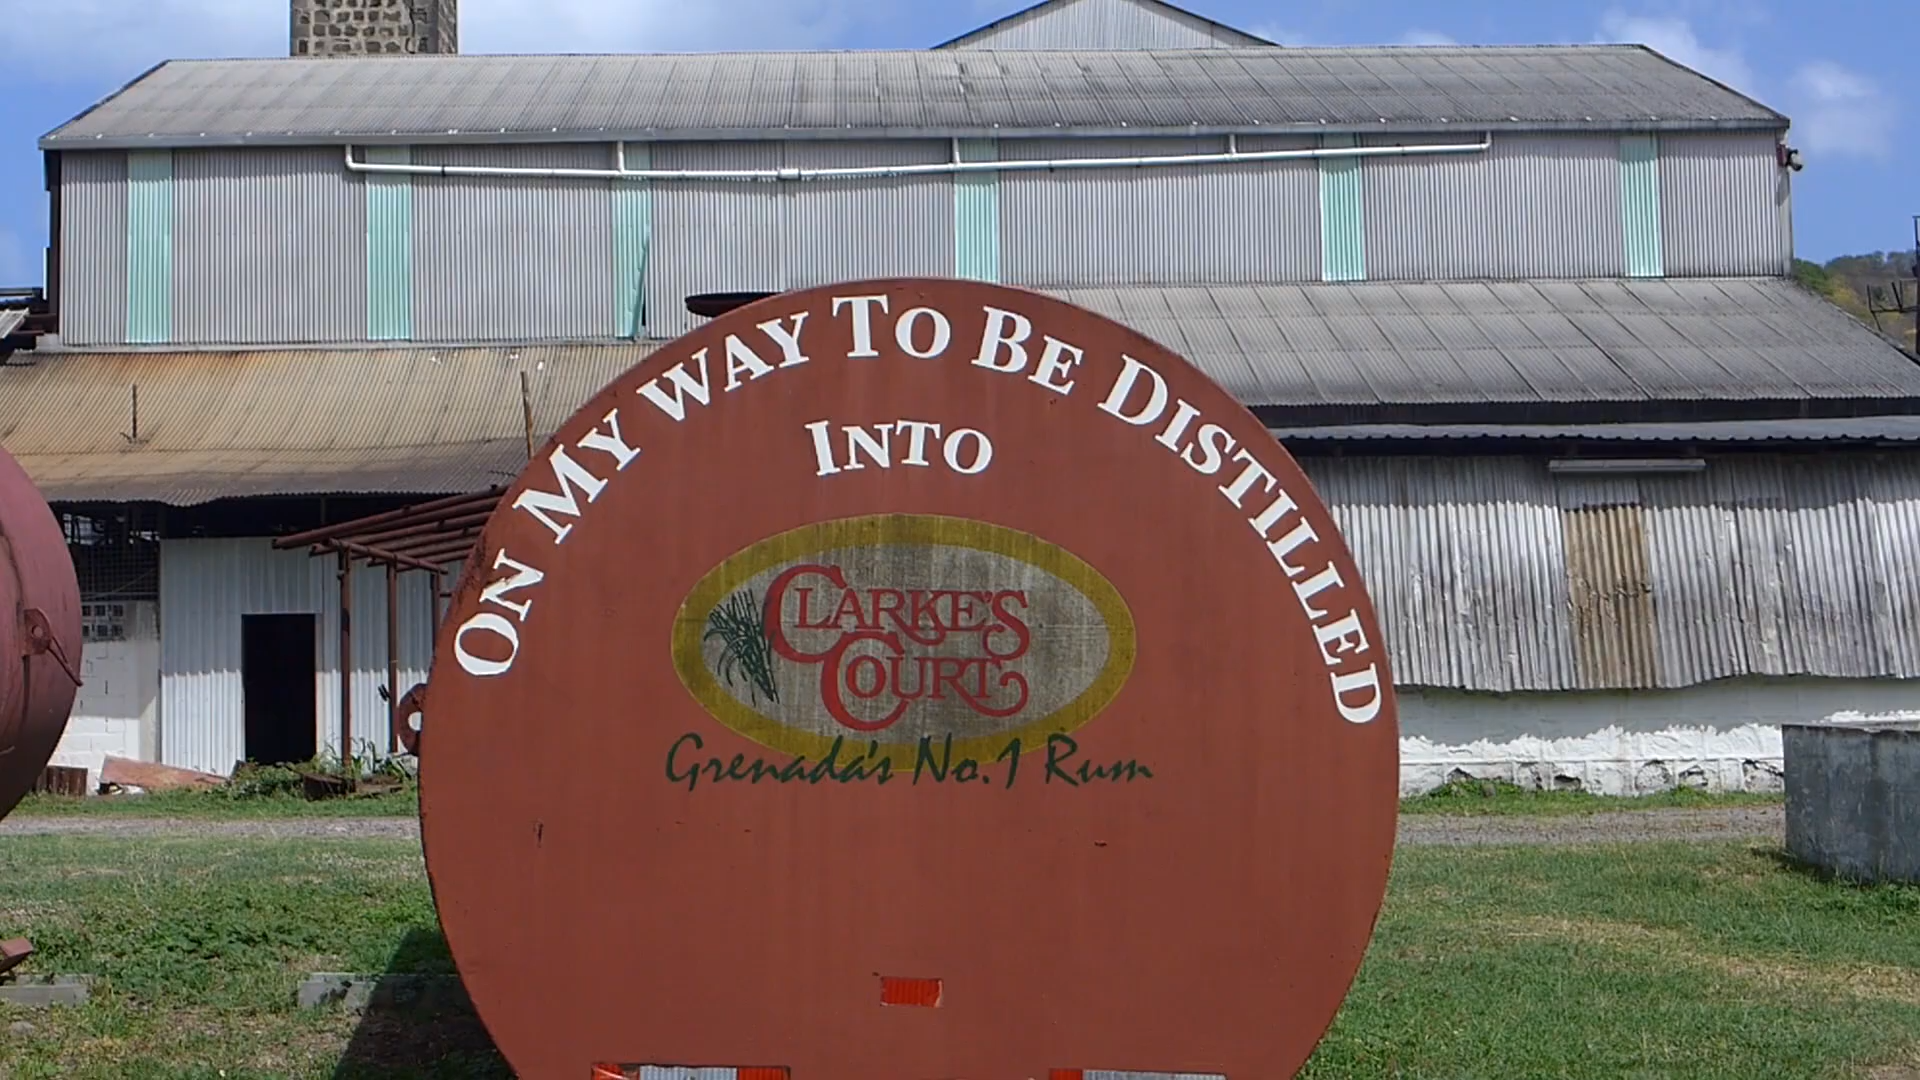 ON MY WAY TO BE DISTILLED
INTO
CLARKE'S
COURT
Grenada's No.1 Rum